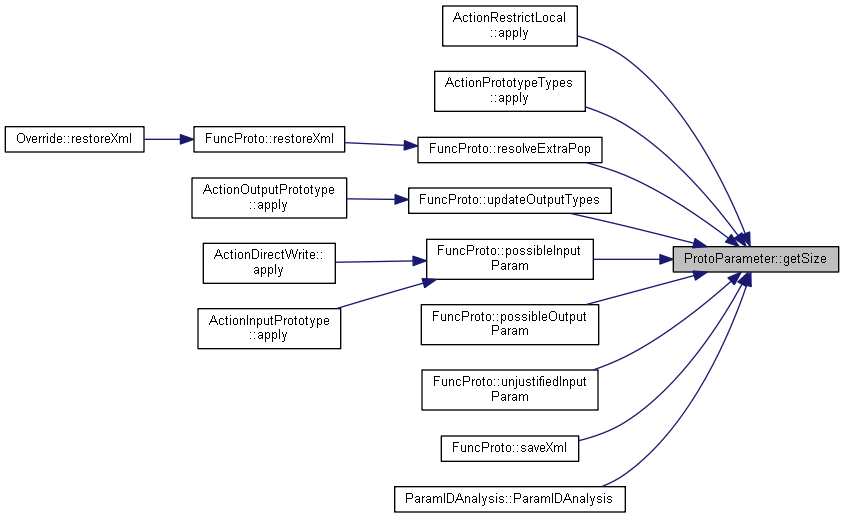 ActionRestrictLocal
::apply
ActionPrototypeTypes
::apply
Override::restoreXml
FuncProto::restoreXml
FuncProto::resolveExtraPop
ActionOutputPrototype
::apply
FuncProto::updateOutputTypes
ActionDirectWrite::
apply
FuncProto::possibleInput
Param
ProtoParameter::getSize
ActionInputPrototype
::apply
FuncProto::possibleOutput
Param
FuncProto::unjustifiedInput
Param
FuncProto::saveXml
ParamIDAnalysis::ParamIDAnalysis